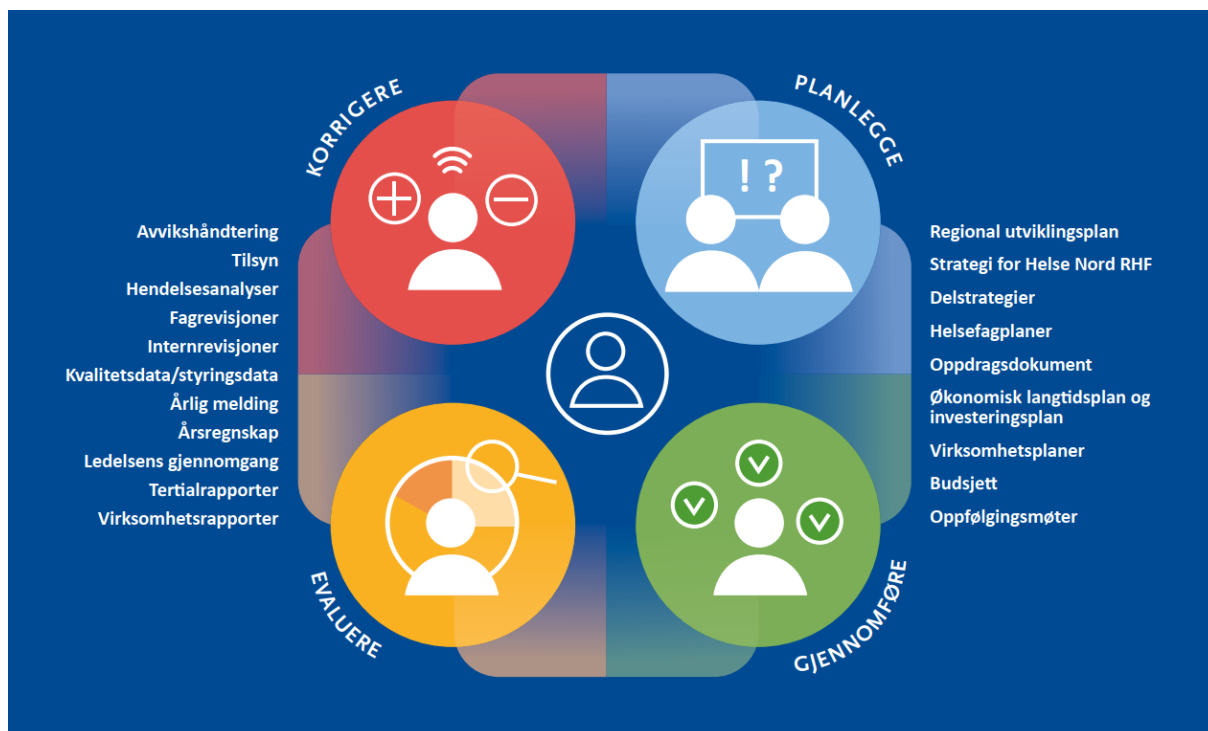 KORRIGERE
PLANLEGGE
! ?
Avvikshåndtering
Tilsyn
Hendelsesanalyser
Fagrevisjoner
Internrevisjoner
Kvalitetsdata/styringsdata
Årlig melding
Årsregnskap
Ledelsens gjennomgang
Tertialrapporter
Virksomhetsrapporter
Regional utviklingsplan
Strategi for Helse Nord RHF
Delstrategier
Helsefagplaner
Oppdragsdokument
Økonomisk langtidsplan og
investeringsplan
Virksomhetsplaner
Budsjett
Oppfølgingsmøter
EVALUERE
GJENNOMFØRE